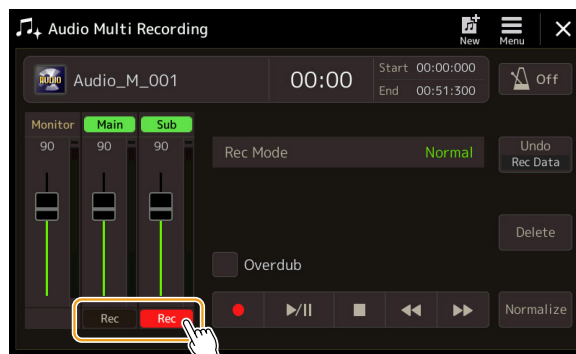 Audio Multi Recording
New
Menu
AUDIO
Audio_M_001
00:00
Start 00:00:000
End 00:51:300
Off
Monitor Main Sub
90 90 90
Rec Mode Normal
Undo
Rec Data
Delete
Overdub
Rec Rec
Normalize